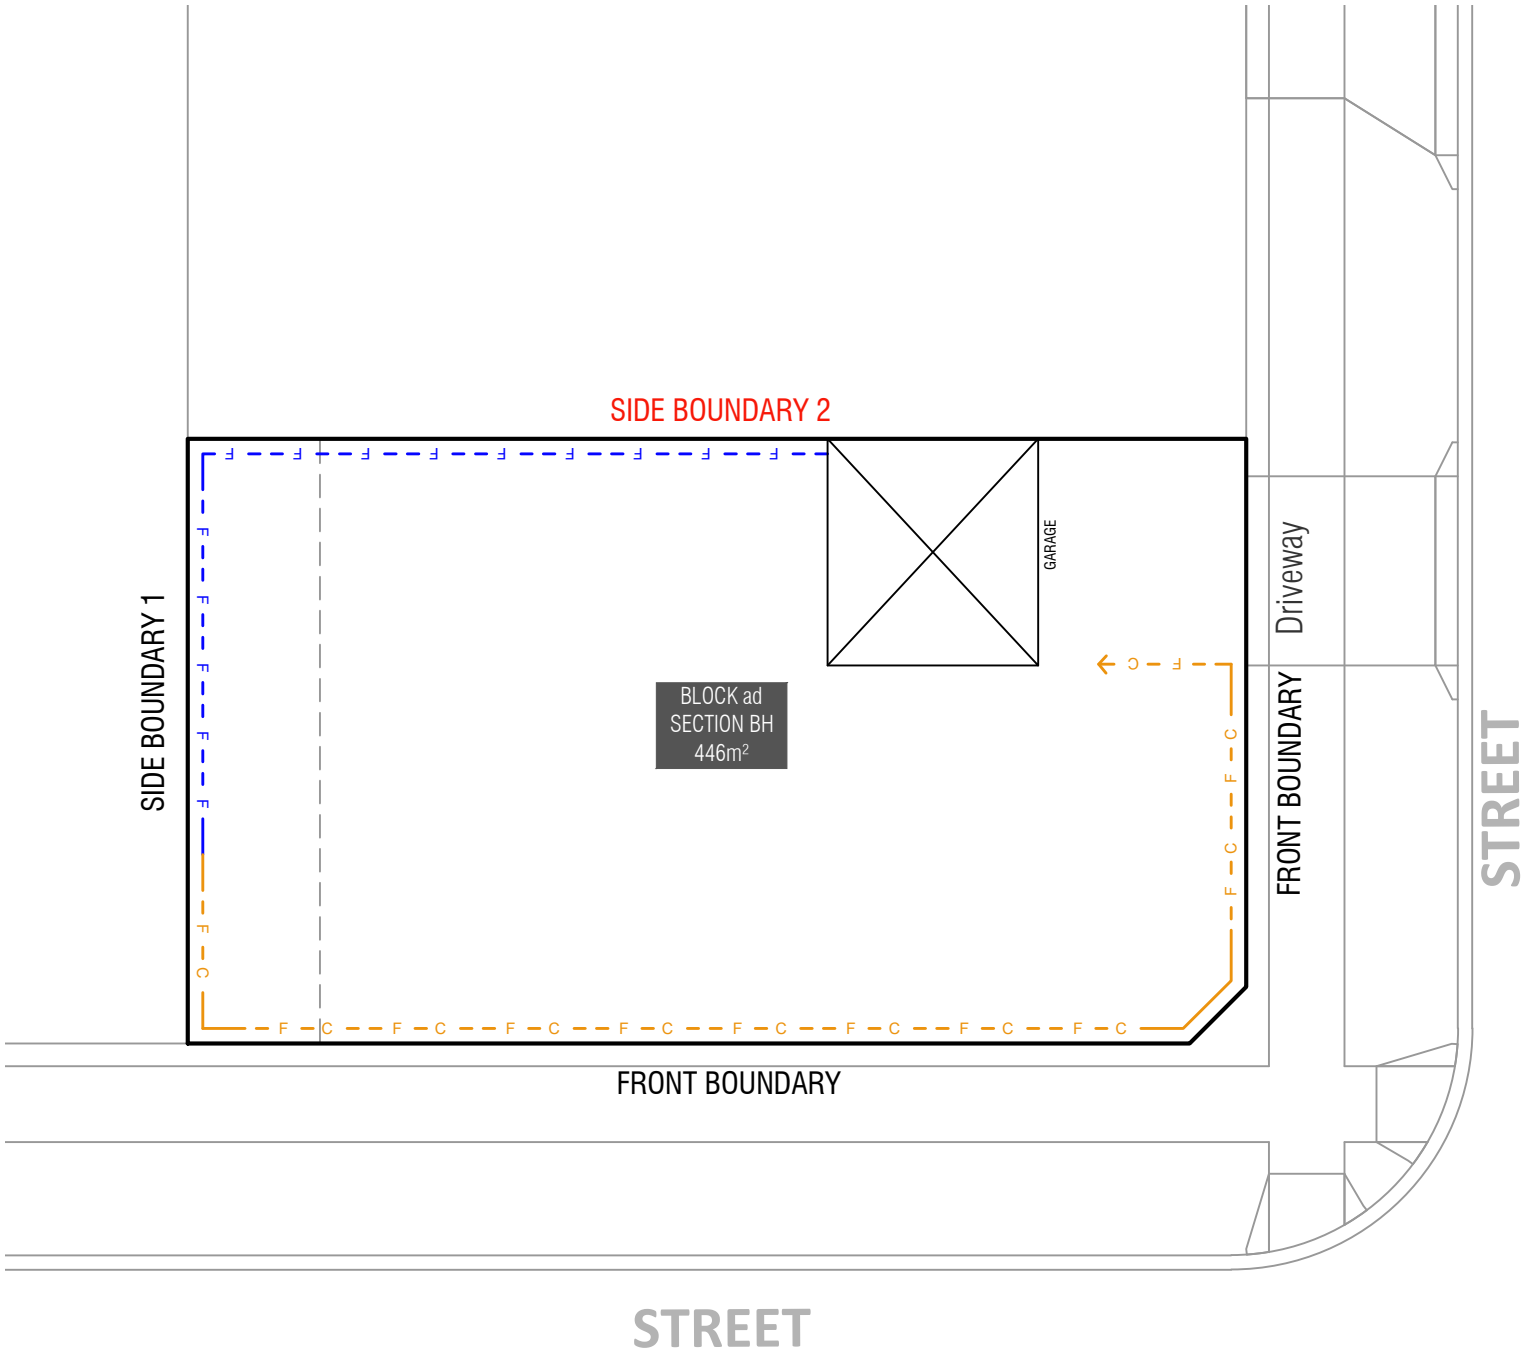 SIDE BOUNDARY 2
F F F F F F F F F
F F F F F
SIDE BOUNDARY 1
GARAGE
Driveway
C F
BLOCK ad
SECTION BH
446m²
FRONT BOUNDARY
STREET
C F C F
F C
F C F C F C F C F C F C F C F C
FRONT BOUNDARY
STREET